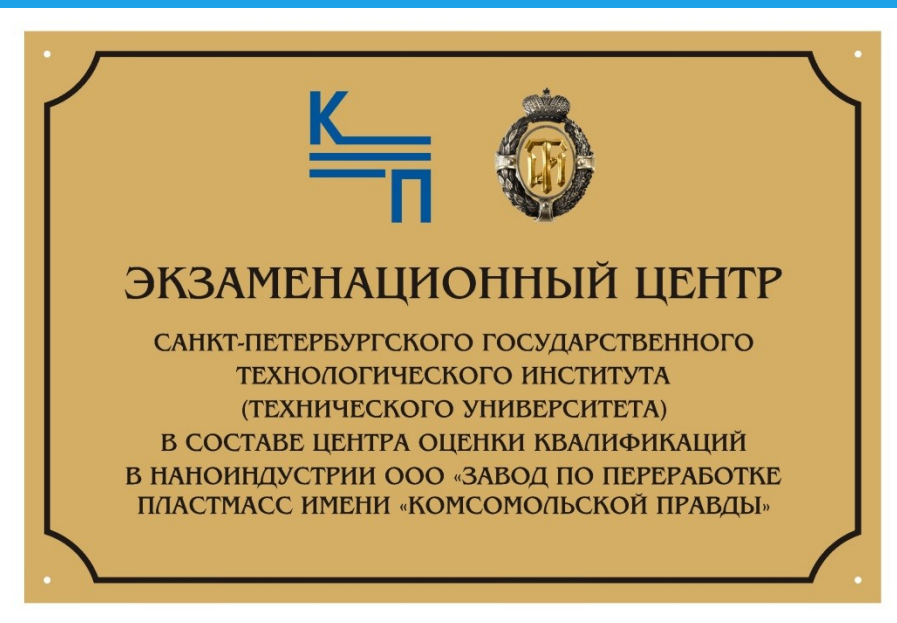 К
П
ЭКЗАМЕНАЦИОННЫЙ ЦЕНТР
САНКТ-ПЕТЕРБУРГСКОГО ГОСУДАРСТВЕННОГО
ТЕХНОЛОГИЧЕСКОГО ИНСТИТУТА
(ТЕХНИЧЕСКОГО УНИВЕРСИТЕТА)
В СОСТАВЕ ЦЕНТРА ОЦЕНКИ КВАЛИФИКАЦИЙ
В НАНОИНДУСТРИИ ООО «ЗАВОД ПО ПЕРЕРАБОТКЕ
ПЛАСТМАСС ИМЕНИ «КОМСОМОЛЬСКОЙ ПРАВДЫ»